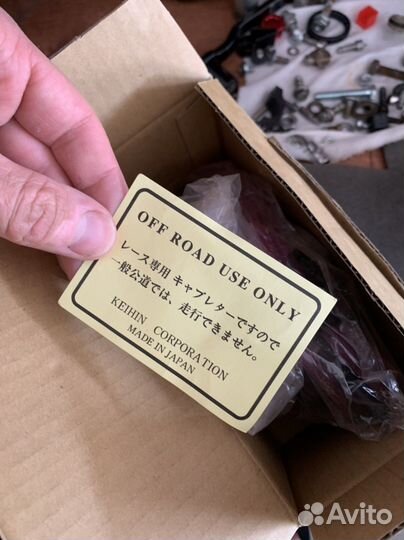 OFF ROAD USE ONLY
レース専用 キャブレターですので
一般公道では、走行できません。
KEIHIN CORPORATION
MADE IN JAPAN
Avito